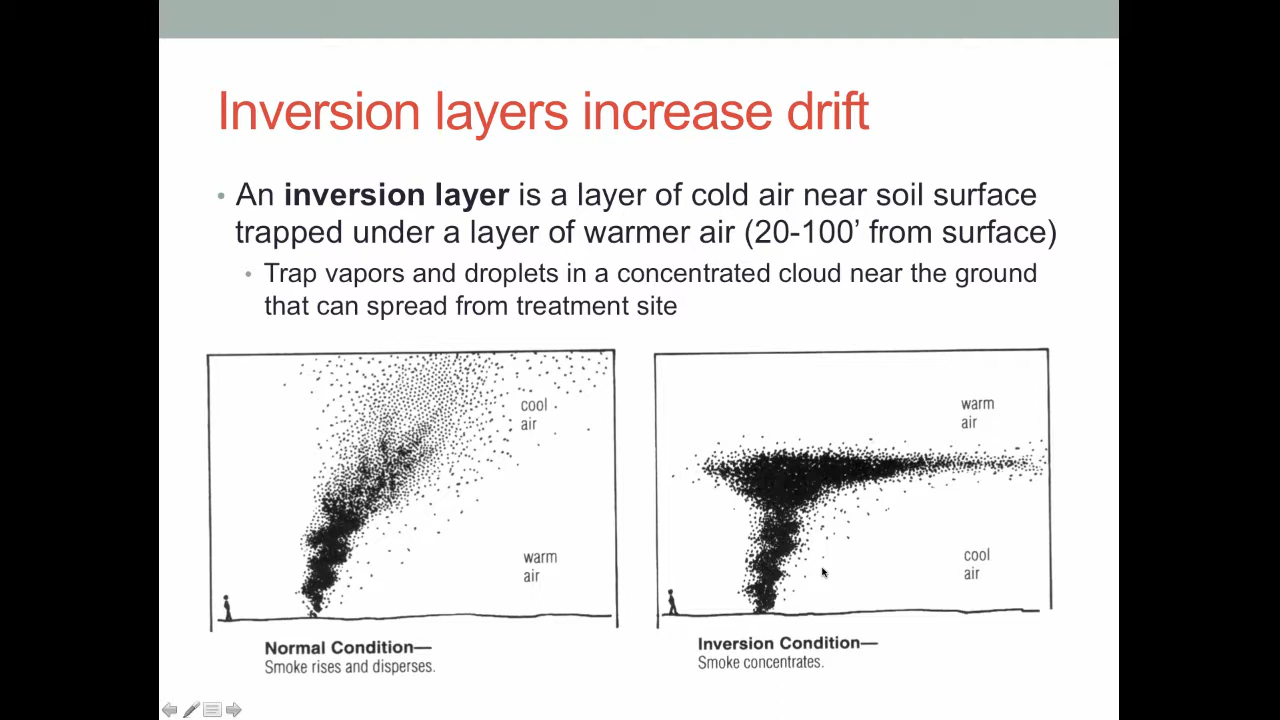 Inversion layers increase drift
• An inversion layer is a layer of cold air near soil surface
trapped under a layer of warmer air (20-100’ from surface)
• Trap vapors and droplets in a concentrated cloud near the ground
that can spread from treatment site
cool
air
warm
air
Normal Condition—
Smoke rises and disperses.
warm
air
cool
air
Inversion Condition—
Smoke concentrates.